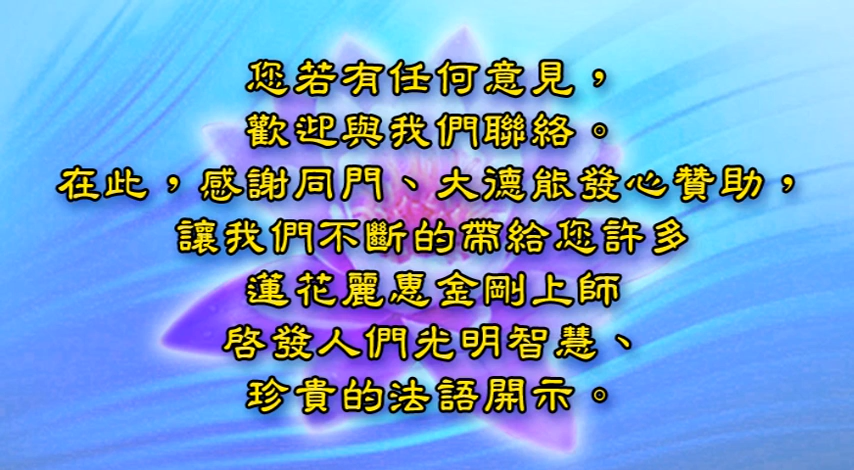 您若有任何意見，
歡迎與我們聯絡。
在此，感謝同門、大德能發心贊助，
讓我們不斷的帶給您許多
蓮花麗惠金剛上師
啓發人們光明智慧、
珍貴的法語開示。